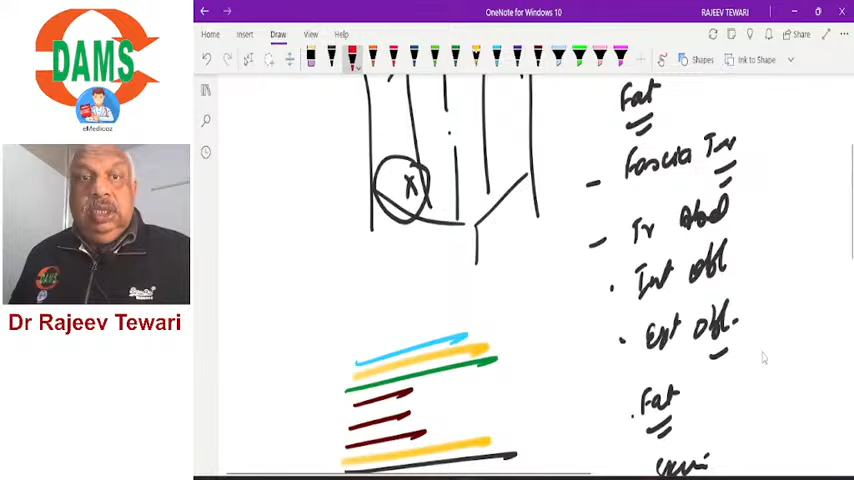 OneNote for Windows 10
RAJEEV TEWARI
Home Insert Draw View Help
Share
Shapes
Ink to Shape
DAMS
eMedicoz
Dr Rajeev Tewari
DAMS
X
Fat
- Fascia Tr
- Tr Abd
. Int Obl
. Ext Obl.
. Fat